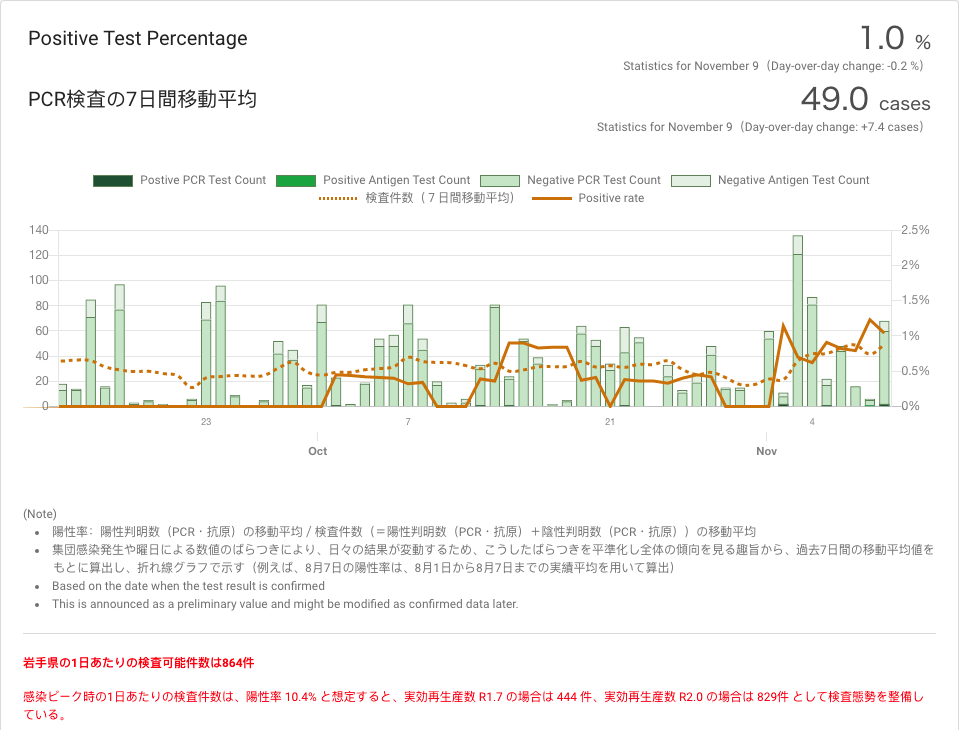 Positive Test Percentage
1.0 %
Statistics for November 9（Day-over-day change: -0.2 %）
PCR検査の7日間移動平均
49.0 cases
Statistics for November 9（Day-over-day change: +7.4 cases）
Postive PCR Test Count Positive Antigen Test Count Negative PCR Test Count Negative Antigen Test Count
検査件数（７日間移動平均） Positive rate
140 2.5%
120 2%
100
80 1.5%
60 1%
40 0.5%
20
0 0%
23 7 21 4
Oct Nov
(Note)
陽性率：陽性判明数（PCR・抗原）の移動平均 / 検査件数（＝陽性判明数（PCR・抗原）＋陰性判明数（PCR・抗原））の移動平均
集団感染発生や曜日による数値のばらつきにより、日々の結果が変動するため、こうしたばらつきを平準化し全体の傾向を見る趣旨から、過去7日間の移動平均値を
もとに算出し、折れ線グラフで示す（例えば、8月7日の陽性率は、8月1日から8月7日までの実績平均を用いて算出）
Based on the date when the test result is confirmed
This is announced as a preliminary value and might be modified as confirmed data later.
岩手県の1日あたりの検査可能件数は864件
感染ピーク時の1日あたりの検査件数は、陽性率 10.4% と想定すると、実効再生産数 R1.7 の場合は 444 件、実効再生産数 R2.0 の場合は 829件 として検査態勢を整備し
ている。